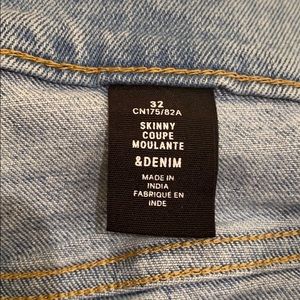 32
CN175/82A
SKINNY
COUPE
MOULANTE
&DENIM
MADE IN
INDIA
FABRIQUÉ EN
INDE